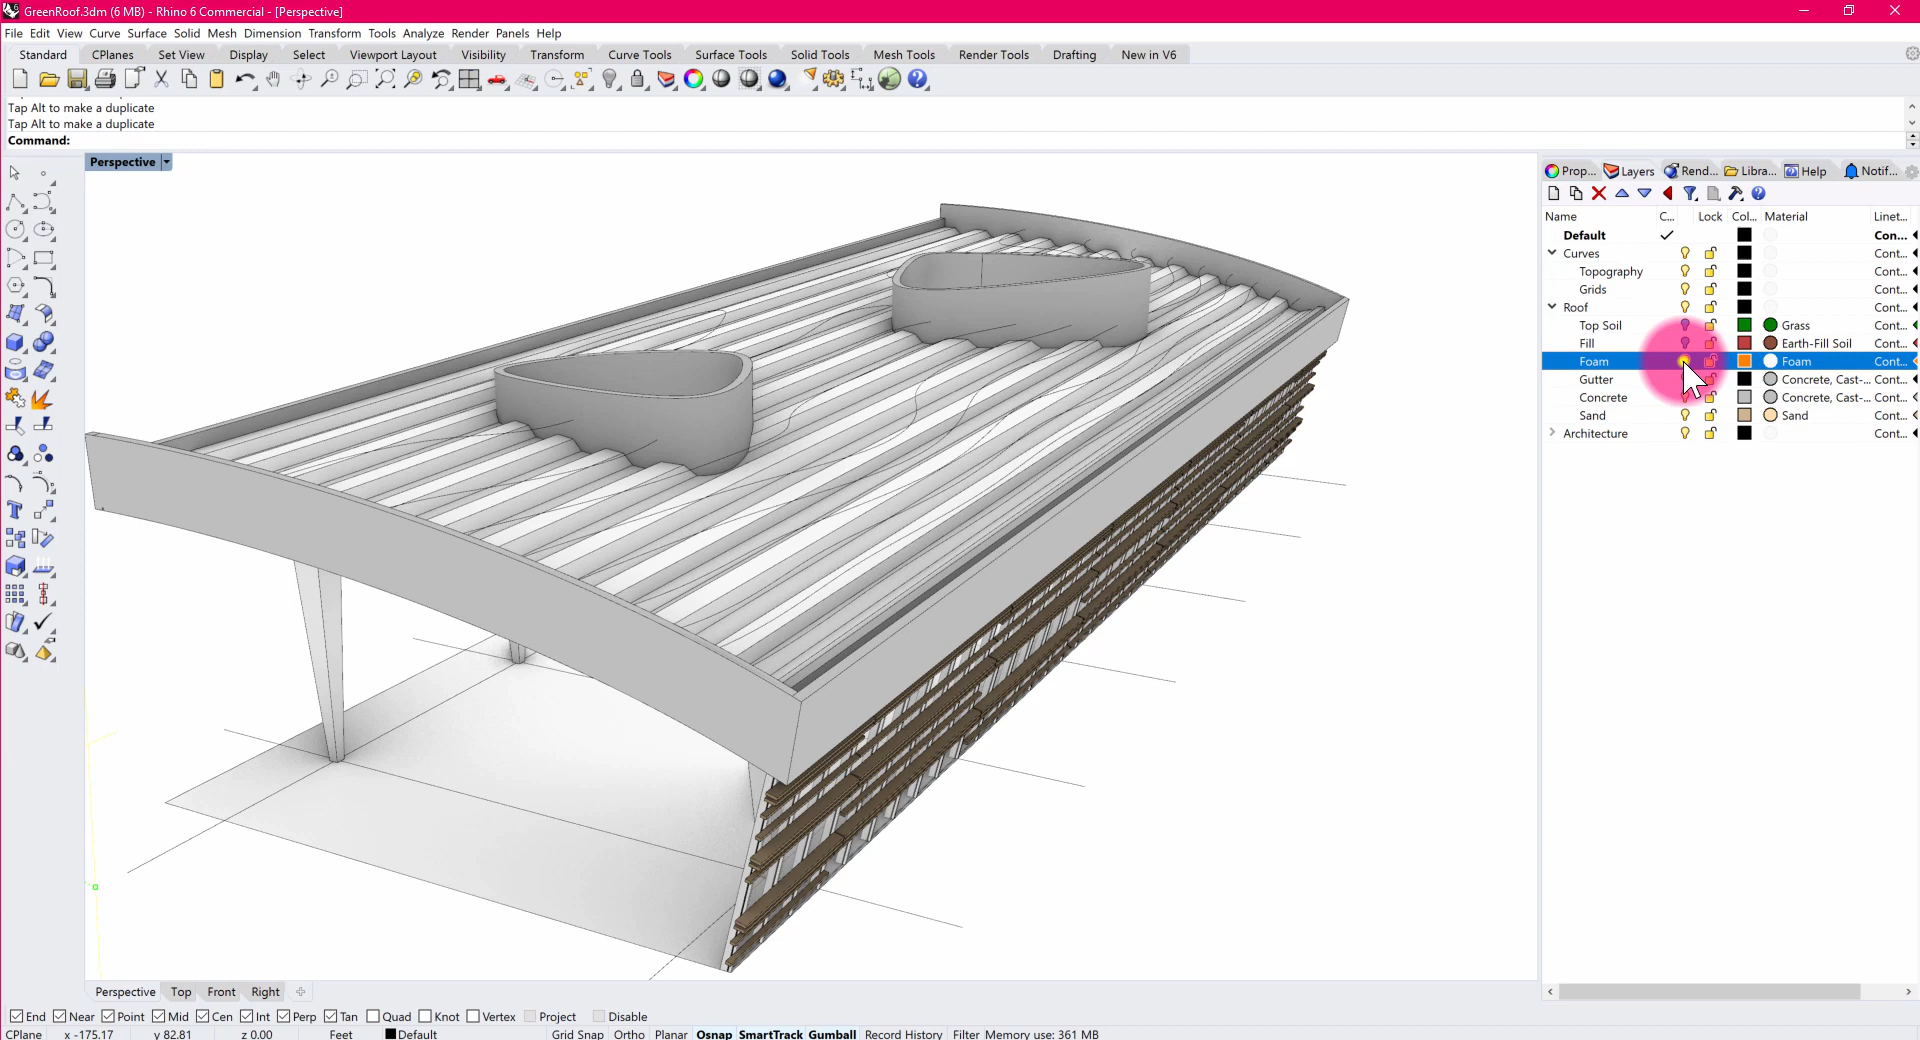 GreenRoof.3dm (6 MB) - Rhino 6 Commercial - [Perspective]
File Edit View Curve Surface Solid Mesh Dimension Transform Tools Analyze Render Panels Help
Standard CPlanes Set View Display Select Viewport Layout Visibility Transform Curve Tools Surface Tools Solid Tools Mesh Tools Render Tools Drafting New in V6
Tap Alt to make a duplicate
Tap Alt to make a duplicate
Command:
Perspective
Prop... Layers Rend... Libra... Help Notif...
Name C... Lock Col... Material Linet...
Default Con...
Curves Cont...
Topography Cont...
Grids Cont...
Roof Cont...
Top Soil Grass Cont...
Fill Earth-Fill Soil Cont...
Foam Foam Cont...
Gutter Concrete, Cast-... Cont...
Concrete Concrete, Cast-... Cont...
Sand Sand Cont...
Architecture Cont...
Perspective Top Front Right
End Near Point Mid Cen Int Perp Tan Quad Knot Vertex Project Disable
CPlane x -175.17 y 82.81 z 0.00 Feet Default Grid Snap Ortho Planar Osnap SmartTrack Gumball Record History Filter Memory use: 361 MB